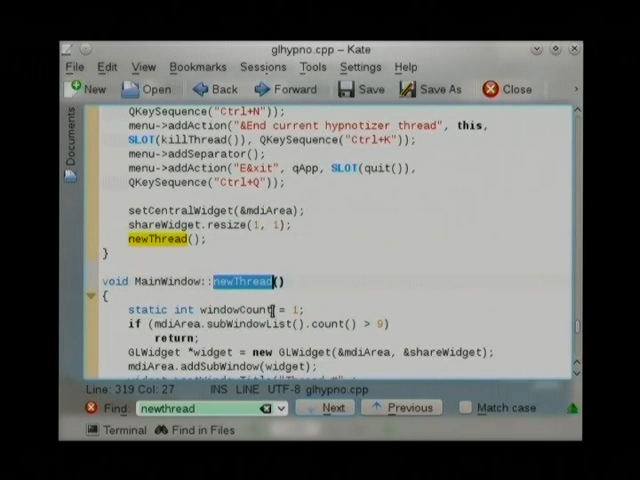 glhypno.cpp – Kate
File Edit View Bookmarks Sessions Tools Settings Help
New Open Back Forward Save Save As Close
Documents
QKeySequence("Ctrl+N"));
menu->addAction("&End current hypnotizer thread", this,
SLOT(killThread()), QKeySequence("Ctrl+K"));
menu->addSeparator();
menu->addAction("E&xit", qApp, SLOT(quit()),
QKeySequence("Ctrl+Q"));
setCentralWidget(&mdiArea);
shareWidget.resize(1, 1);
newThread();
}
void MainWindow::newThread()
{
static int windowCount = 1;
if (mdiArea.subWindowList().count() > 9)
return;
GLWidget *widget = new GLWidget(&mdiArea, &shareWidget);
mdiArea.addSubWindow(widget);
Line: 319 Col: 27 INS LINE UTF-8 glhypno.cpp
Find: newthread Next Previous Match case
Terminal Find in Files